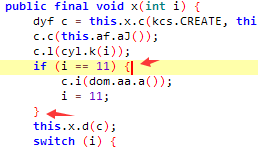 public final void x(int i) {
dyf c = this.x.c(kcs.CREATE, th
c.c(this.af.aJ());
c.l(cyl.k(i));
if (i == 11) {
c.i(dom.aa.a());
i = 11;
}
this.x.d(c);
switch (i) {